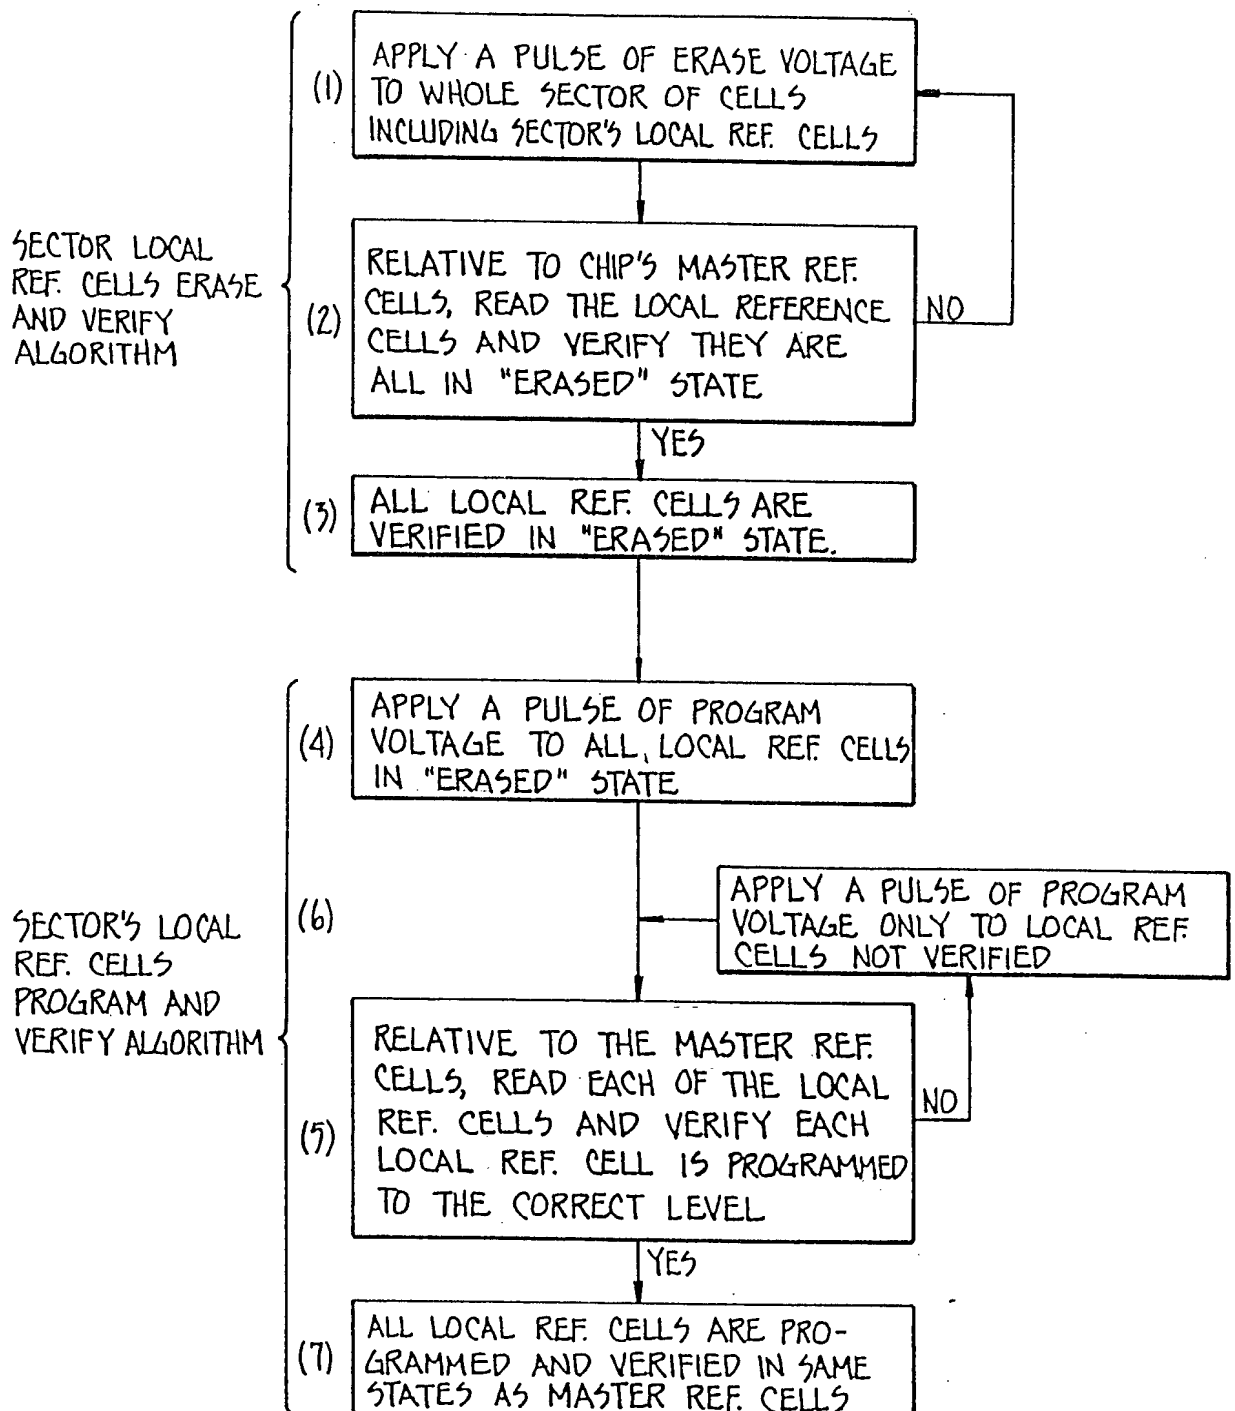 (1)
APPLY A PULSE OF ERASE VOLTAGE
TO WHOLE SECTOR OF CELLS
INCLUDING SECTOR'S LOCAL REF. CELLS
SECTOR LOCAL
REF. CELLS ERASE
AND VERIFY
ALGORITHM
(2)
RELATIVE TO CHIP'S MASTER REF.
CELLS, READ THE LOCAL REFERENCE
CELLS AND VERIFY THEY ARE
ALL IN "ERASED" STATE
NO
YES
(3)
ALL LOCAL REF. CELLS ARE
VERIFIED IN "ERASED" STATE.
(4)
APPLY A PULSE OF PROGRAM
VOLTAGE TO ALL, LOCAL REF. CELLS
IN "ERASED" STATE
(6)
APPLY A PULSE OF PROGRAM
VOLTAGE ONLY TO LOCAL REF.
CELLS NOT VERIFIED
SECTOR'S LOCAL
REF. CELLS
PROGRAM AND
VERIFY ALGORITHM
(5)
RELATIVE TO THE MASTER REF.
CELLS, READ EACH OF THE LOCAL
REF. CELLS AND VERIFY EACH
LOCAL REF. CELL IS PROGRAMMED
TO THE CORRECT LEVEL
NO
YES
(7)
ALL LOCAL REF. CELLS ARE PRO-
GRAMMED AND VERIFIED IN SAME
STATES AS MASTER REF. CELLS